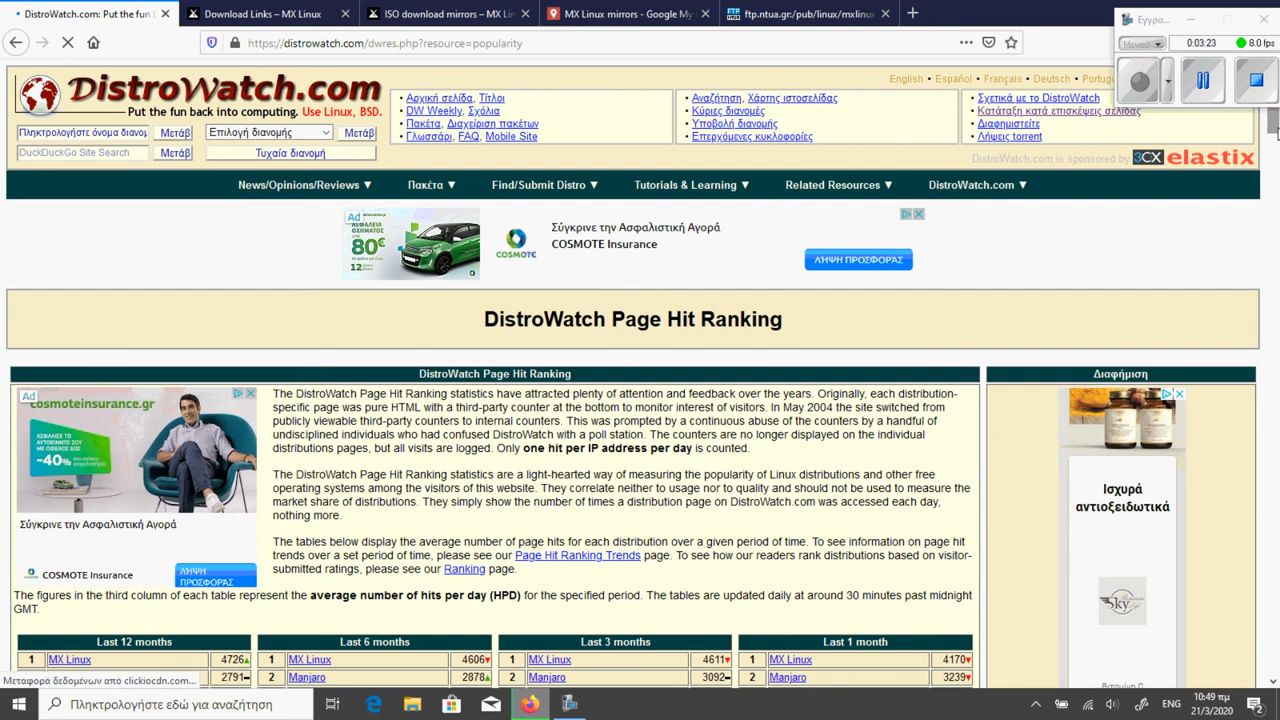 DistroWatch.com: Put the fun b
Download Links – MX Linux
ISO download mirrors – MX Lin
MX Linux mirrors - Google My
ftp.ntua.gr:/pub/linux/mxlinux
https://distrowatch.com/dwres.php?resource=popularity
Εγγρα...
Μενού
0:03:23
8.0 fps
English • Español • Français • Deutsch • Portug
DistroWatch.com
Put the fun back into computing. Use Linux, BSD.
Πληκτρολογήστε όνομα διανομ
Μετάβ
Επιλογή διανομής
Μετάβ
DuckDuckGo Site Search
Μετάβ
Τυχαία διανομή
• Αρχική σελίδα, Τίτλοι
• DW Weekly, Σχόλια
• Πακέτα, Διαχείριση πακέτων
• Γλωσσάρι, FAQ, Mobile Site
• Αναζήτηση, Χάρτης ιστοσελίδας
• Κύριες διανομές
• Υποβολή διανομής
• Επερχόμενες κυκλοφορίες
• Σχετικά με το DistroWatch
• Κατάταξη κατά επισκέψεις σελίδας
• Διαφημιστείτε
• Λήψεις torrent
DistroWatch.com is sponsored by 3CX elastix
News/Opinions/Reviews ▼
Πακέτα ▼
Find/Submit Distro ▼
Tutorials & Learning ▼
Related Resources ▼
DistroWatch.com ▼
Ad
ΑΣΦΑΛΕΙΑ
ΟΧΗΜΑΤΟΣ
80€
12
COSMOTE
Σύγκρινε την Ασφαλιστική Αγορά
COSMOTE Insurance
ΛΉΨΗ ΠΡΟΣΦΟΡΆΣ
DistroWatch Page Hit Ranking
DistroWatch Page Hit Ranking
Διαφήμιση
Ad
cosmoteinsurance.gr
-40%
Σύγκρινε την Ασφαλιστική Αγορά
COSMOTE Insurance
ΛΉΨΗ
ΠΡΟΣΦΟΡΆΣ
The DistroWatch Page Hit Ranking statistics have attracted plenty of attention and feedback over the years. Originally, each distribution-
specific page was pure HTML with a third-party counter at the bottom to monitor interest of visitors. In May 2004 the site switched from
publicly viewable third-party counters to internal counters. This was prompted by a continuous abuse of the counters by a handful of
undisciplined individuals who had confused DistroWatch with a poll station. The counters are no longer displayed on the individual
distributions pages, but all visits are logged. Only one hit per IP address per day is counted.
The DistroWatch Page Hit Ranking statistics are a light-hearted way of measuring the popularity of Linux distributions and other free
operating systems among the visitors of this website. They correlate neither to usage nor to quality and should not be used to measure the
market share of distributions. They simply show the number of times a distribution page on DistroWatch.com was accessed each day,
nothing more.
The tables below display the average number of page hits for each distribution over a given period of time. To see information on page hit
trends over a set period of time, please see our Page Hit Ranking Trends page. To see how our readers rank distributions based on visitor-
submitted ratings, please see our Ranking page.
The figures in the third column of each table represent the average number of hits per day (HPD) for the specified period. The tables are updated daily at around 30 minutes past midnight
GMT.
Ισχυρά
αντιοξειδωτικά
Sky
Βιταμίνη C
Last 12 months
1 MX Linux 4726
2791
Last 6 months
1 MX Linux 4606
2 Manjaro 2878
Last 3 months
1 MX Linux 4611
2 Manjaro 3092
Last 1 month
1 MX Linux 4170
2 Manjaro 3239
Μεταφορά δεδομένων από clickiocdn.com...
Πληκτρολογήστε εδώ για αναζήτηση
ENG
10:49 πμ
21/3/2020
2